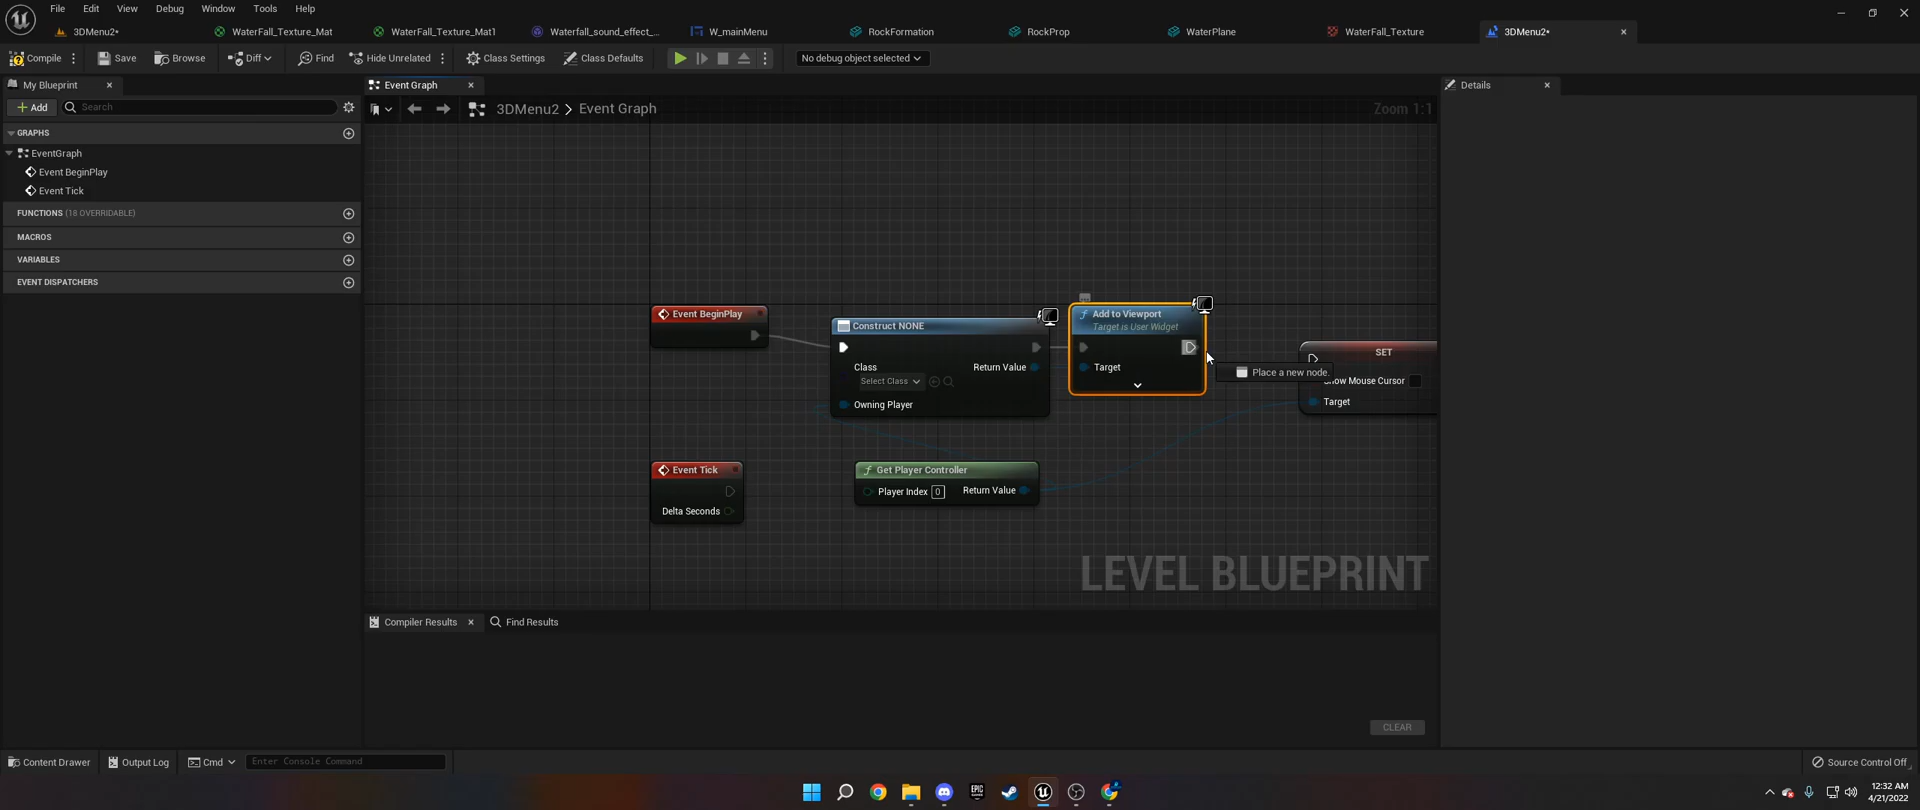 File Edit View Debug Window Tools Help
3DMenu2* WaterFall_Texture_Mat WaterFall_Texture_Mat1 Waterfall_sound_effect_... W_mainMenu RockFormation RockProp WaterPlane WaterFall_Texture 3DMenu2*
Compile Save Browse Diff Find Hide Unrelated Class Settings Class Defaults No debug object selected
My Blueprint Event Graph Details
Add Search 3DMenu2 > Event Graph Zoom 1:1
GRAPHS
EventGraph
Event BeginPlay
Event Tick
FUNCTIONS (18 OVERRIDABLE)
MACROS
VARIABLES
EVENT DISPATCHERS
Event BeginPlay
Construct NONE
Class Return Value
Select Class
Owning Player
Add to Viewport
Target is User Widget
Target
Place a new node.
SET
Show Mouse Cursor
Target
Event Tick
Delta Seconds
Get Player Controller
Player Index 0 Return Value
LEVEL BLUEPRINT
Compiler Results Find Results
CLEAR
Content Drawer Output Log Cmd Enter Console Command Source Control Off
12:32 AM
4/21/2022